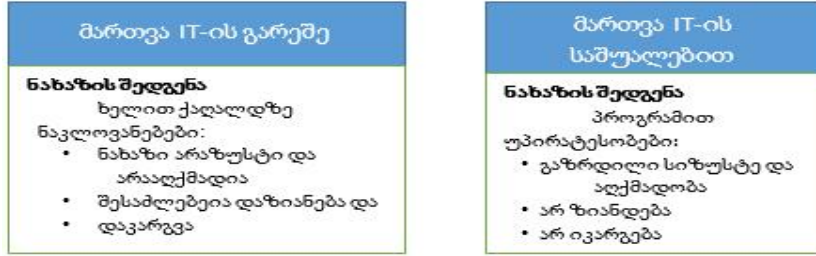 მართვა IT-ის გარეშე
ნახაზის შედგენა
ხელით ქაღალდზე
ნაკლოვანებები:
• ნახაზი არაზუსტი და
არააღქმადია
• შესაძლებეია დაზიანება და
• დაკარგვა
მართვა IT-ის
საშუალებით
ნახაზის შედგენა
პროგრამით
უპირატესობები:
• გაზრდილი სიზუსტე და
აღქმადობა
• არ ზიანდება
• არ იკარგება